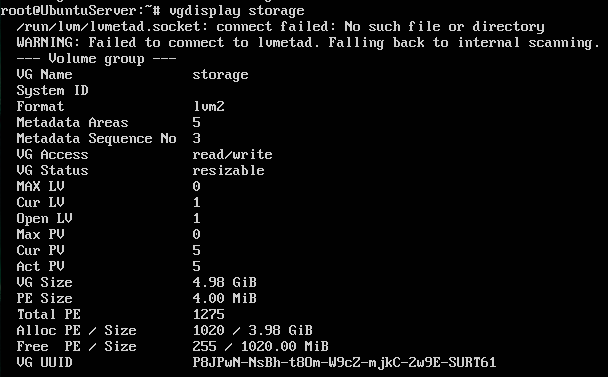 root@UbuntuServer:~# vgdisplay storage
/run/lvm/lvmetad.socket: connect failed: No such file or directory
WARNING: Failed to connect to lvmetad. Falling back to internal scanning.
--- Volume group ---
VG Name storage
System ID
Format lvm2
Metadata Areas 5
Metadata Sequence No 3
VG Access read/write
VG Status resizable
MAX LV 0
Cur LV 1
Open LV 1
Max PV 0
Cur PV 5
Act PV 5
VG Size 4.98 GiB
PE Size 4.00 MiB
Total PE 1275
Alloc PE / Size 1020 / 3.98 GiB
Free PE / Size 255 / 1020.00 MiB
VG UUID P8JPwN-NsBh-t8Om-W9cZ-mjkC-2w9E-SURT61